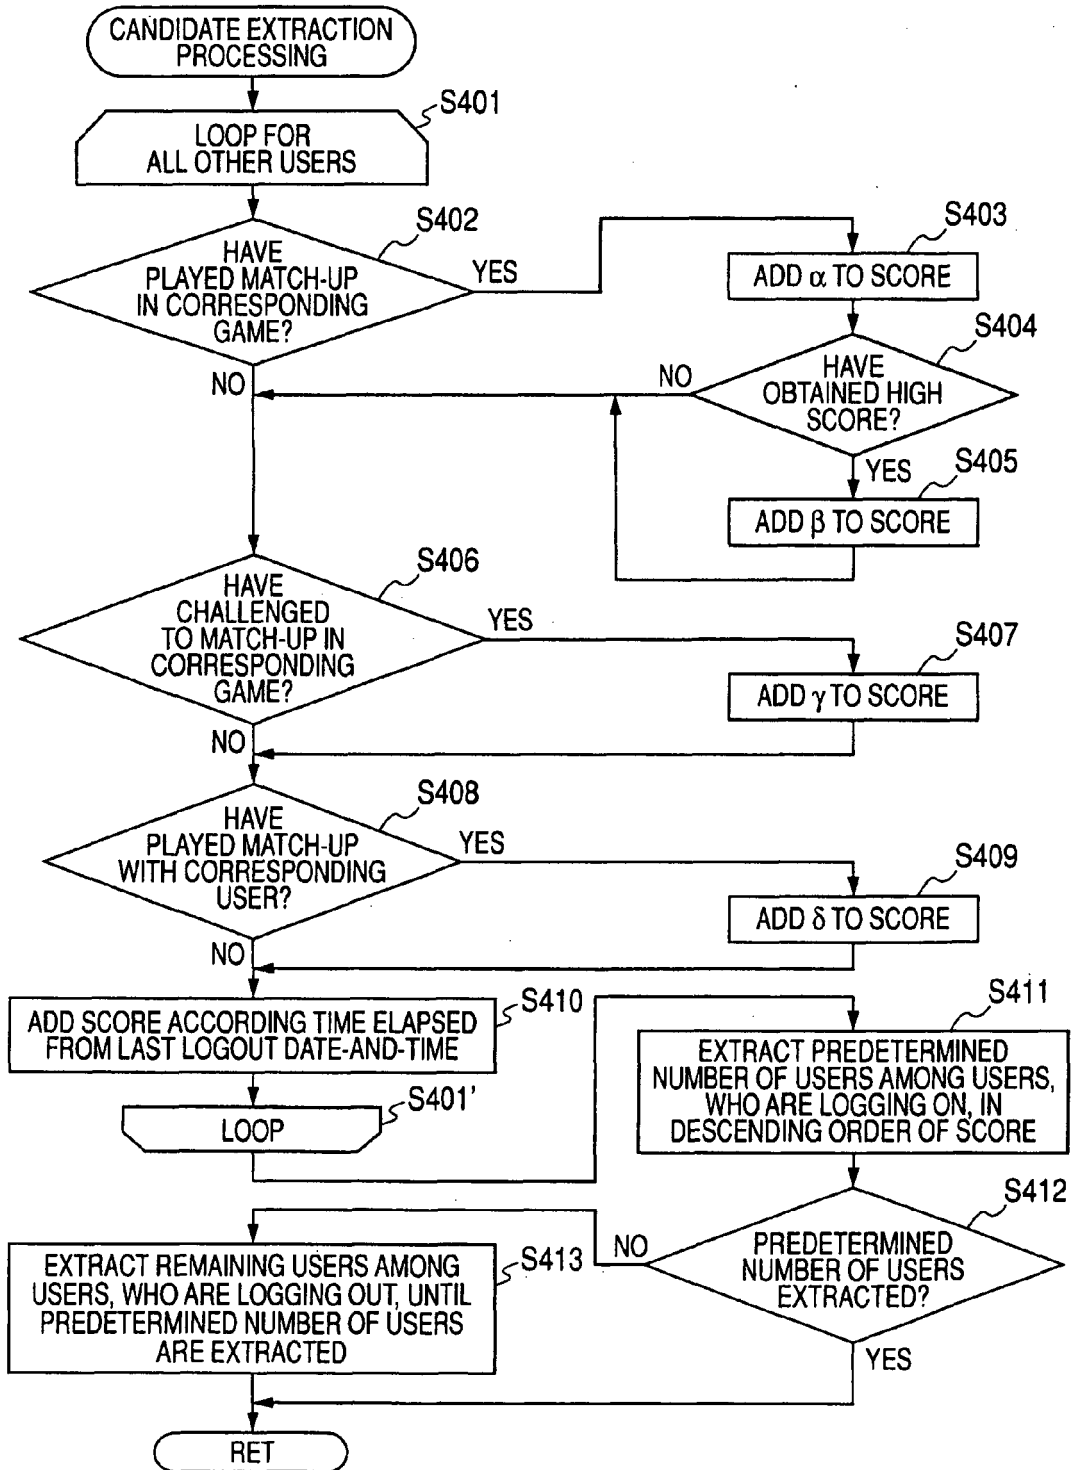 CANDIDATE EXTRACTION
PROCESSING
S401
LOOP FOR
ALL OTHER USERS
S402
HAVE
PLAYED MATCH-UP
IN CORRESPONDING
GAME?
YES
NO
S403
ADD α TO SCORE
S404
HAVE
OBTAINED HIGH
SCORE?
NO
YES
S405
ADD β TO SCORE
S406
HAVE
CHALLENGED
TO MATCH-UP IN
CORRESPONDING
GAME?
YES
NO
S407
ADD γ TO SCORE
S408
HAVE
PLAYED MATCH-UP
WITH CORRESPONDING
USER?
YES
NO
S409
ADD δ TO SCORE
S410
ADD SCORE ACCORDING TIME ELAPSED
FROM LAST LOGOUT DATE-AND-TIME
S401'
LOOP
S411
EXTRACT PREDETERMINED
NUMBER OF USERS AMONG USERS,
WHO ARE LOGGING ON, IN
DESCENDING ORDER OF SCORE
S412
PREDETERMINED
NUMBER OF USERS
EXTRACTED?
NO
YES
S413
EXTRACT REMAINING USERS AMONG
USERS, WHO ARE LOGGING OUT, UNTIL
PREDETERMINED NUMBER OF USERS
ARE EXTRACTED
RET